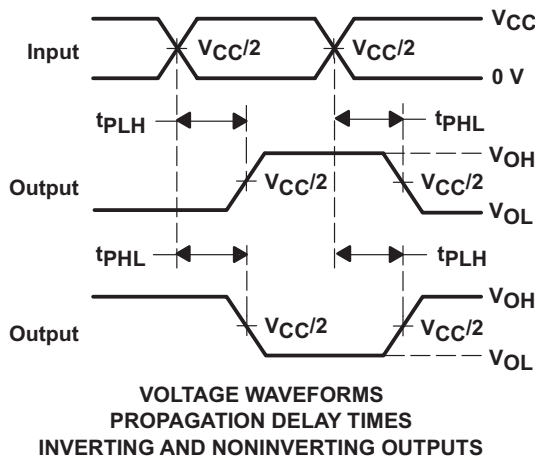 VCC
Input
VCC/2
VCC/2
0 V
tPLH
tPHL
VOH
Output
VCC/2
VCC/2
VOL
tPHL
tPLH
VOH
Output
VCC/2
VCC/2
VOL
VOLTAGE WAVEFORMS
PROPAGATION DELAY TIMES
INVERTING AND NONINVERTING OUTPUTS